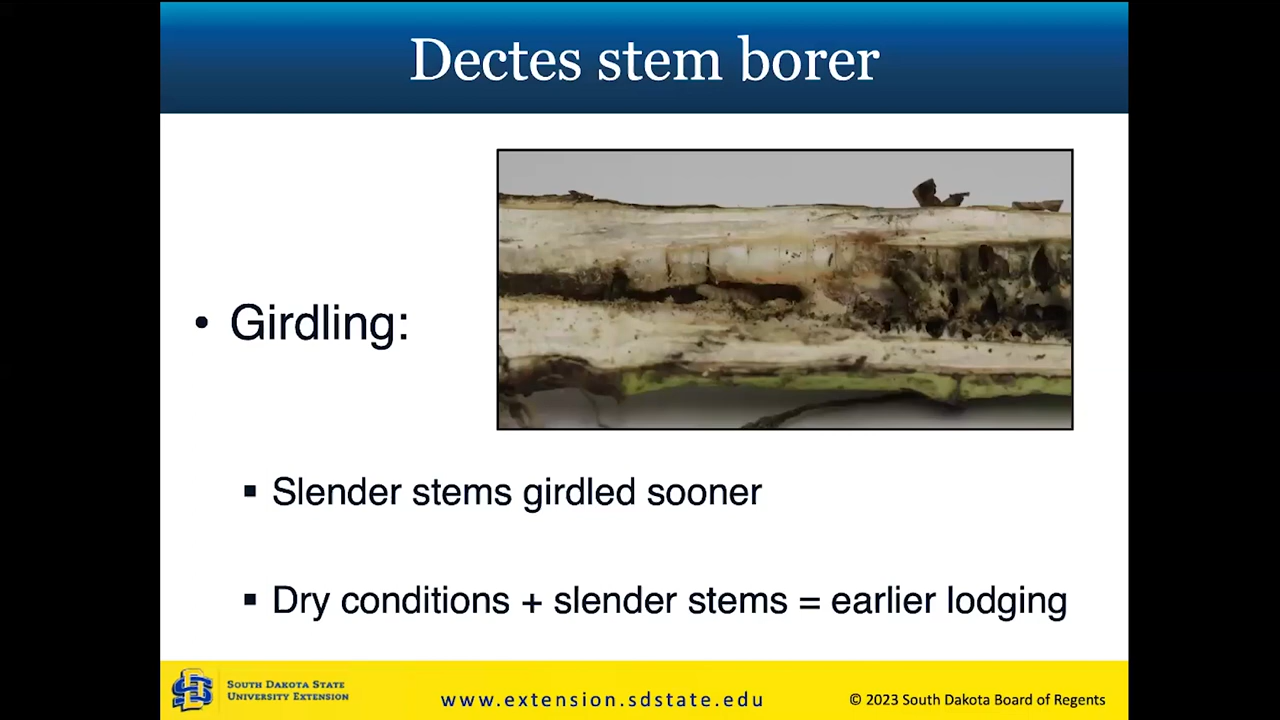 Dectes stem borer
• Girdling:
▪ Slender stems girdled sooner
▪ Dry conditions + slender stems = earlier lodging
SOUTH DAKOTA STATE
UNIVERSITY EXTENSION
www.extension.sdstate.edu
© 2023 South Dakota Board of Regents